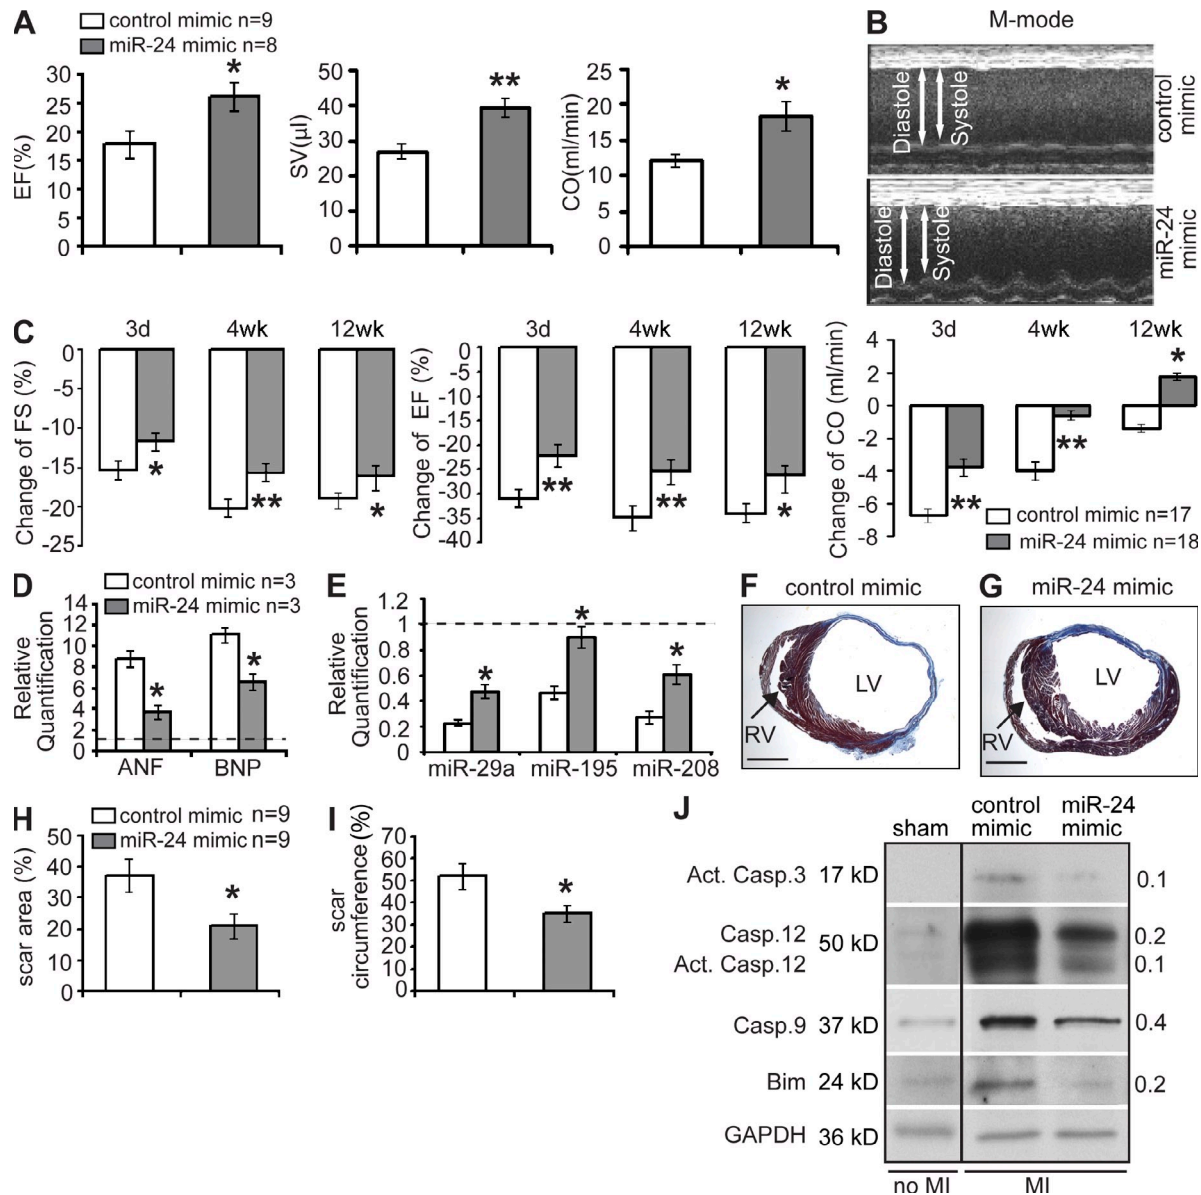 A
control mimic n=9
miR-24 mimic n=8
EF(%)
30
25
20
15
10
5
0
*
SV(µl)
50
40
30
20
10
0
**
CO(ml/min)
25
20
15
10
5
0
*
B
M-mode
Diastole
Systole
control
mimic
Diastole
Systole
miR-24
mimic
C
3d 4wk 12wk
Change of FS (%)
0
-5
-10
-15
-20
-25
* ** *
3d 4wk 12wk
Change of EF (%)
0
-5
-10
-15
-20
-25
-30
-35
-40
** ** *
3d 4wk 12wk
Change of CO (ml/min)
4
2
0
-2
-4
-6
-8
** ** *
control mimic n=17
miR-24 mimic n=18
D
control mimic n=3
miR-24 mimic n=3
Relative
Quantification
14
12
10
8
6
4
2
0
* *
ANF BNP
E
Relative
Quantification
1.2
1
0.8
0.6
0.4
0.2
0
* * *
miR-29a miR-195 miR-208
F
control mimic
LV
RV
G
miR-24 mimic
LV
RV
H
control mimic n=9
miR-24 mimic n=9
scar area (%)
50
40
30
20
10
0
*
I
scar
circumference (%)
70
60
50
40
30
20
10
0
*
J
sham control mimic miR-24 mimic
Act. Casp.3 17 kD 0.1
Casp.12 50 kD 0.2
Act. Casp.12 0.1
Casp.9 37 kD 0.4
Bim 24 kD 0.2
GAPDH 36 kD
no MI MI